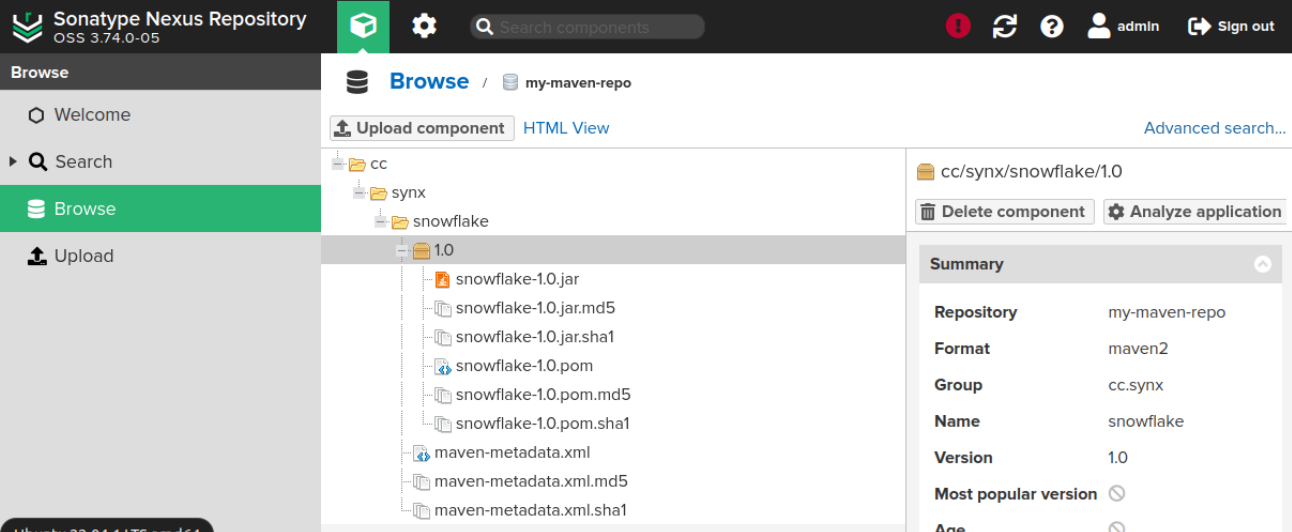 Sonatype Nexus Repository
OSS 3.74.0-05
Search components
admin
Sign out
Browse
Welcome
Search
Browse
Upload
Browse / my-maven-repo
Upload component HTML View
Advanced search...
cc
synx
snowflake
1.0
snowflake-1.0.jar
snowflake-1.0.jar.md5
snowflake-1.0.jar.sha1
snowflake-1.0.pom
snowflake-1.0.pom.md5
snowflake-1.0.pom.sha1
maven-metadata.xml
maven-metadata.xml.md5
maven-metadata.xml.sha1
cc/synx/snowflake/1.0
Delete component Analyze application
Summary
Repository my-maven-repo
Format maven2
Group cc.synx
Name snowflake
Version 1.0
Most popular version
Age